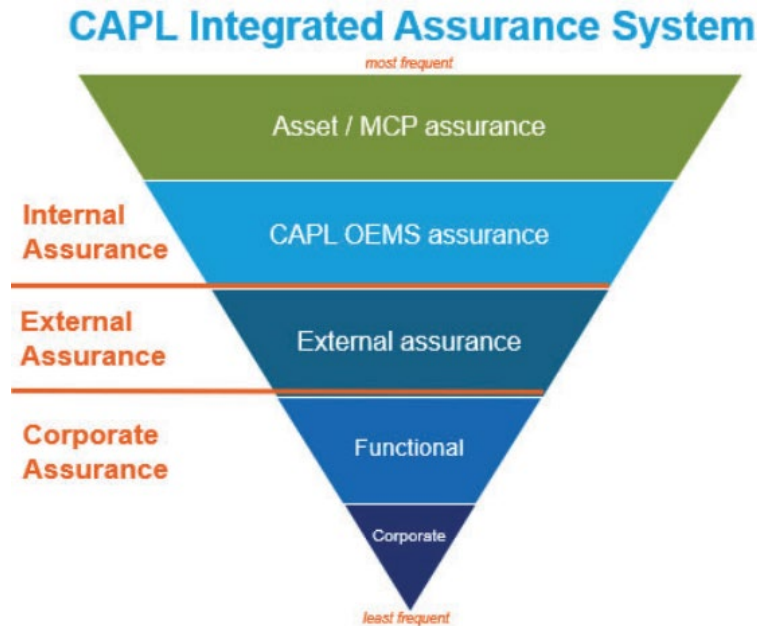 CAPL Integrated Assurance System
most frequent
Asset / MCP assurance
Internal
Assurance
CAPL OEMS assurance
External
Assurance
External assurance
Corporate
Assurance
Functional
Corporate
least frequent